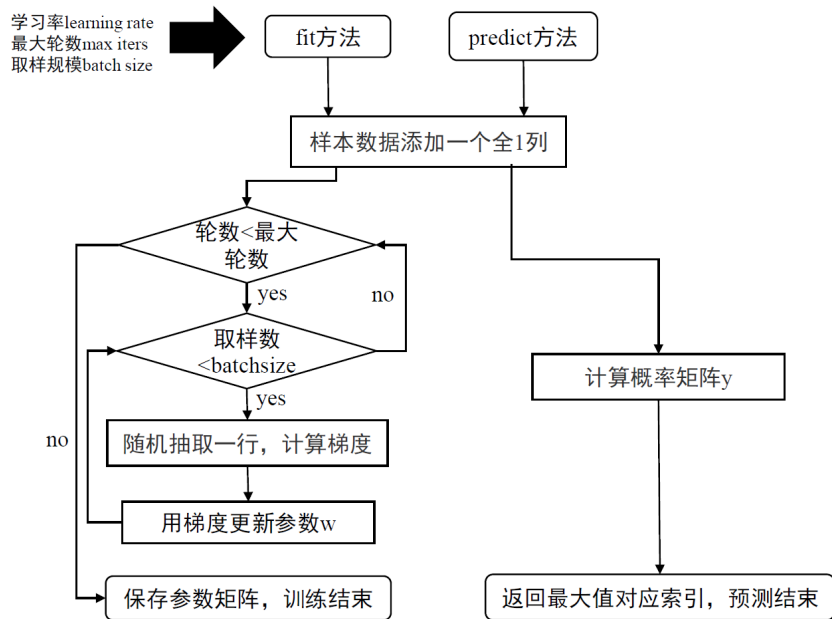 学习率learning rate
最大轮数max iters
取样规模batch size
fit方法
predict方法
样本数据添加一个全1列
轮数<最大
轮数
yes
no
取样数
<batchsize
yes
no
随机抽取一行，计算梯度
用梯度更新参数w
保存参数矩阵，训练结束
计算概率矩阵y
返回最大值对应索引，预测结束